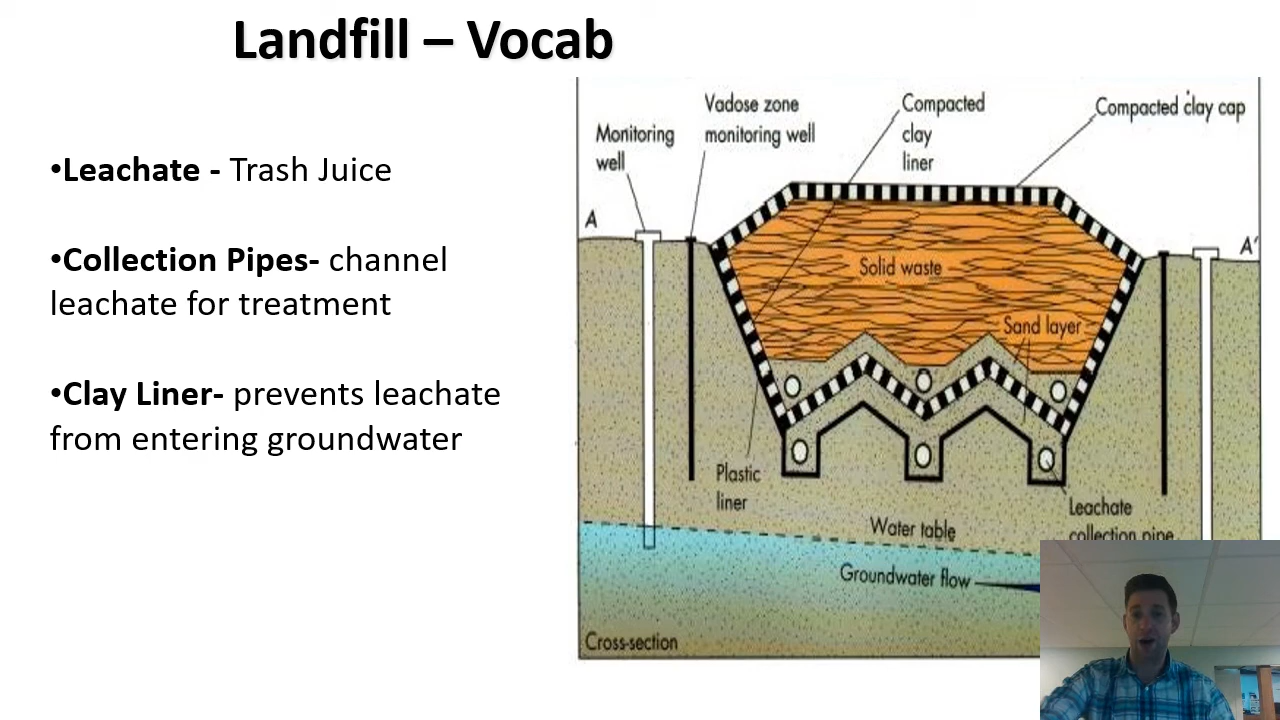 Landfill – Vocab
•Leachate - Trash Juice
•Collection Pipes- channel
leachate for treatment
•Clay Liner- prevents leachate
from entering groundwater
Monitoring
well
Vadose zone
monitoring well
Compacted
clay
liner
Compacted clay cap
A
A'
Solid waste
Sand layer
Plastic
liner
Leachate
collection pipe
Water table
Groundwater flow
Cross-section